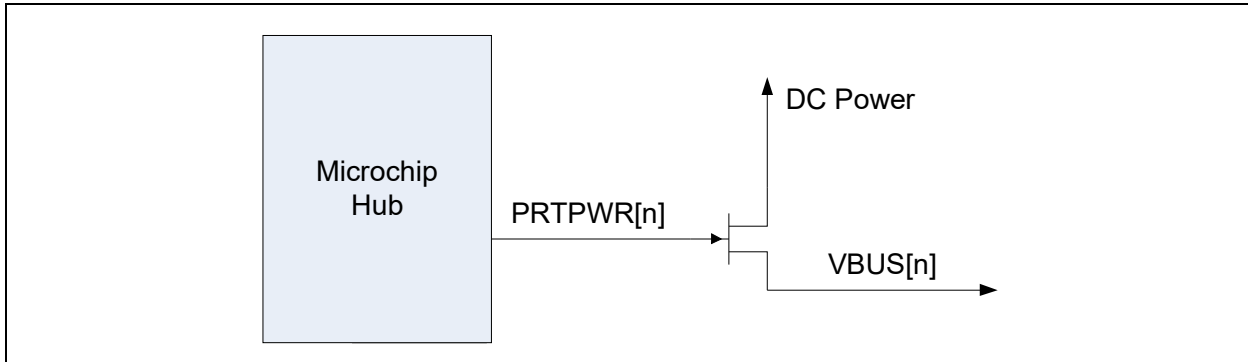 Microchip
Hub
PRTPWR[n]
DC Power
VBUS[n]